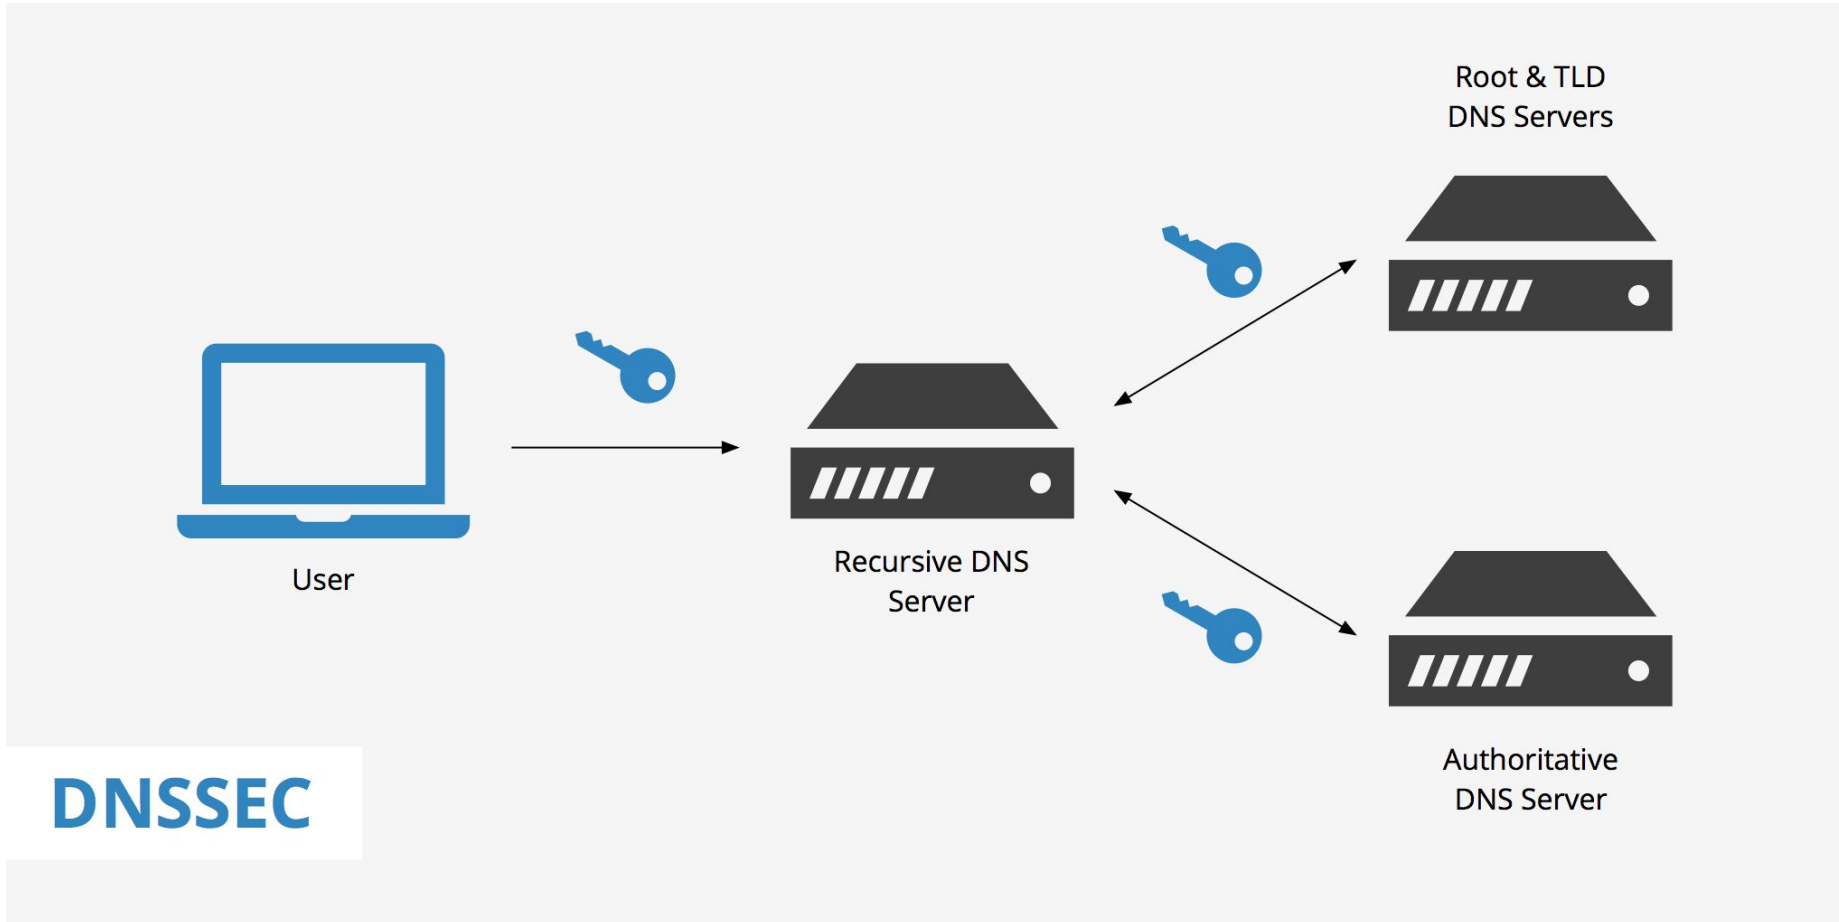 Root & TLD
DNS Servers
User
Recursive DNS
Server
Authoritative
DNS Server
DNSSEC